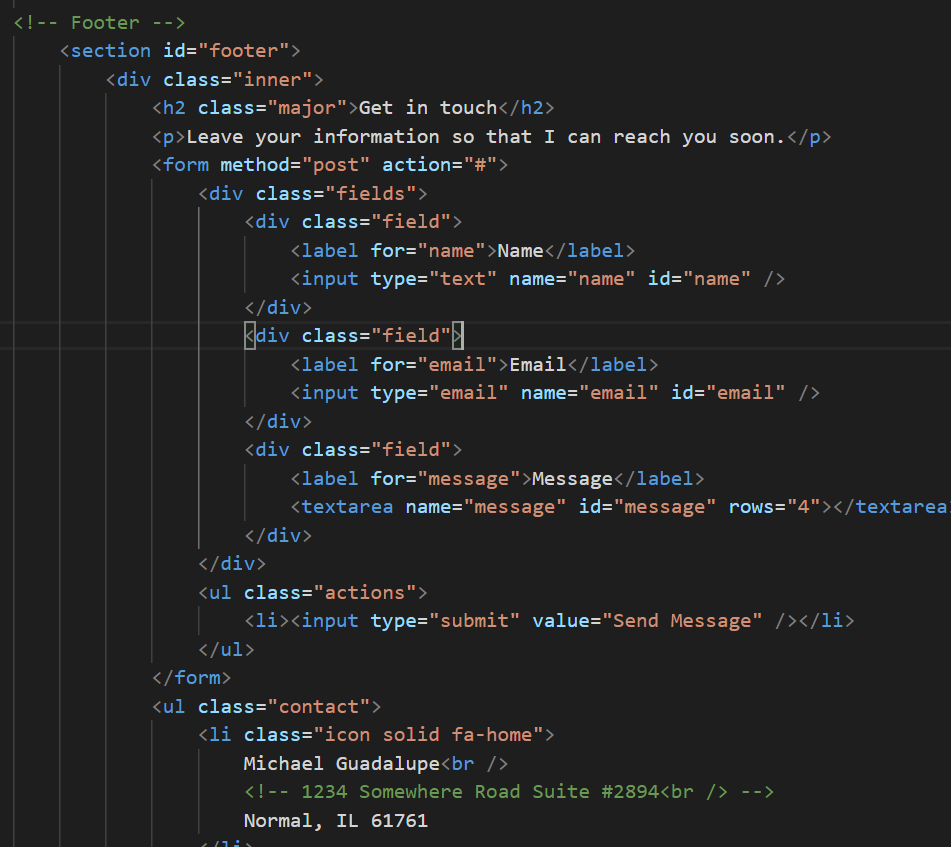 <!-- Footer -->
<section id="footer">
<div class="inner">
<h2 class="major">Get in touch</h2>
<p>Leave your information so that I can reach you soon.</p>
<form method="post" action="#">
<div class="fields">
<div class="field">
<label for="name">Name</label>
<input type="text" name="name" id="name" />
</div>
<div class="field">
<label for="email">Email</label>
<input type="email" name="email" id="email" />
</div>
<div class="field">
<label for="message">Message</label>
<textarea name="message" id="message" rows="4"></textarea>
</div>
</div>
<ul class="actions">
<li><input type="submit" value="Send Message" /></li>
</ul>
</form>
<ul class="contact">
<li class="icon solid fa-home">
Michael Guadalupe<br />
<!-- 1234 Somewhere Road Suite #2894<br /> -->
Normal, IL 61761
</li>